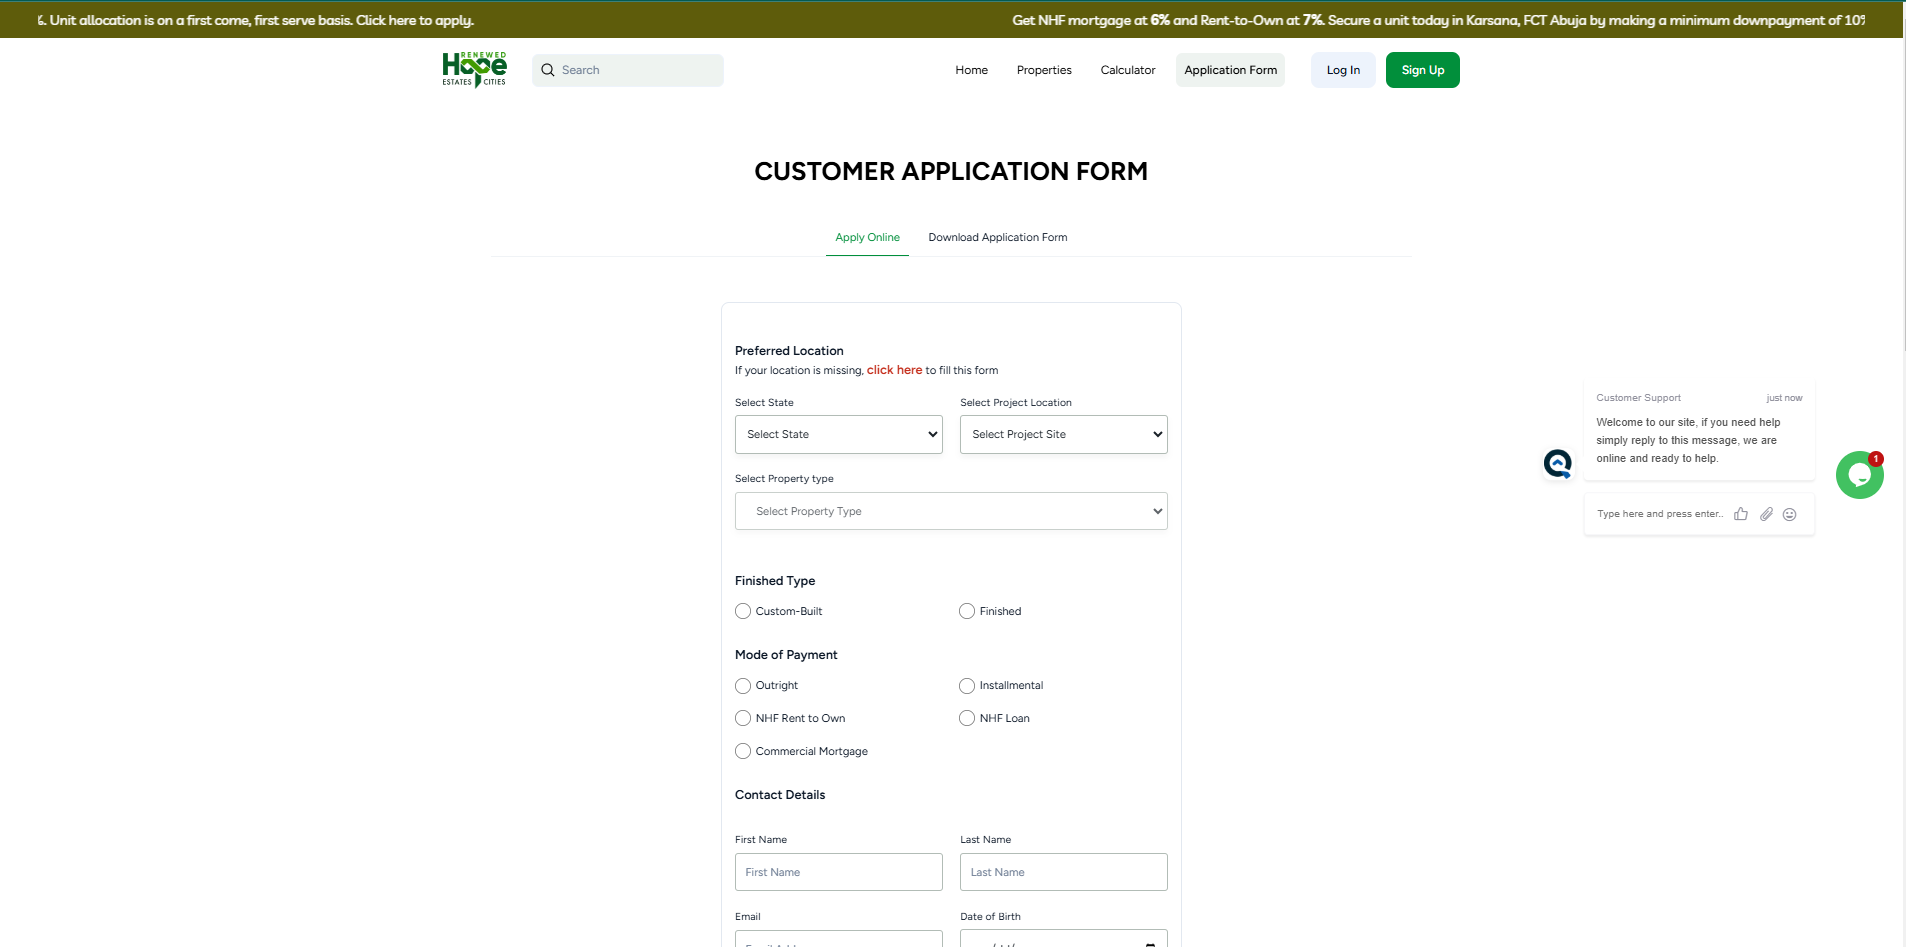 . Unit allocation is on a first come, first serve basis. Click here to apply.
Get NHF mortgage at 6% and Rent-to-Own at 7%. Secure a unit today in Karsana, FCT Abuja by making a minimum downpayment of 10%
RENEWED
Hope
ESTATES CITIES
Search
Home
Properties
Calculator
Application Form
Log In
Sign Up
CUSTOMER APPLICATION FORM
Apply Online
Download Application Form
Preferred Location
If your location is missing, click here to fill this form
Select State
Select Project Location
Select State
Select Project Site
Select Property type
Select Property Type
Finished Type
Custom-Built
Finished
Mode of Payment
Outright
Installmental
NHF Rent to Own
NHF Loan
Commercial Mortgage
Contact Details
First Name
Last Name
First Name
Last Name
Email
Date of Birth
Customer Support
just now
Welcome to our site, if you need help
simply reply to this message, we are
online and ready to help.
1
Type here and press enter..